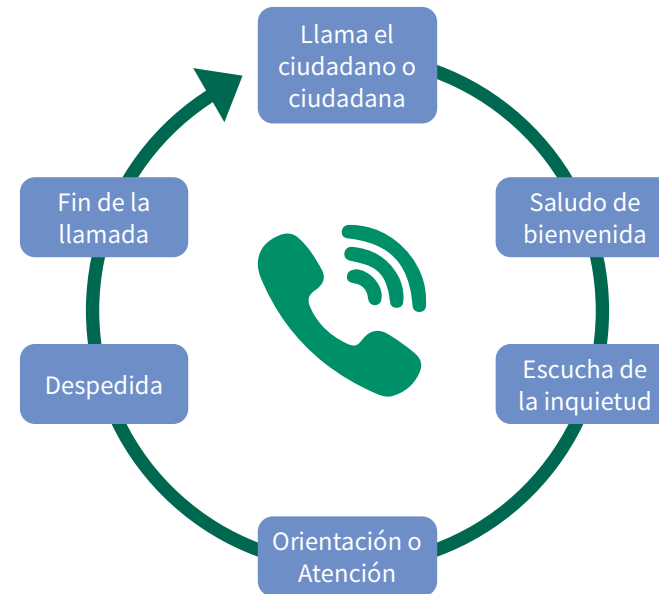 Llama el
ciudadano o
ciudadana
Saludo de
bienvenida
Escucha de
la inquietud
Orientación o
Atención
Despedida
Fin de la
llamada